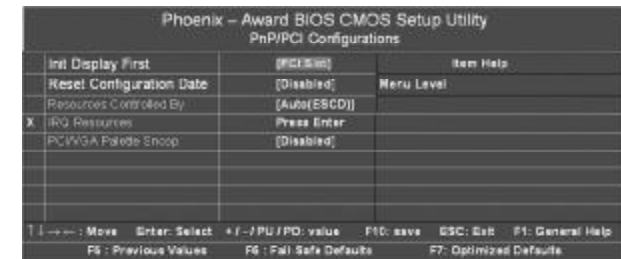 Phoenix – Award BIOS CMOS Setup Utility
PnP/PCI Configurations
Init Display First [PCI Slot] Item Help
Reset Configuration Date [Disabled] Menu Level
Resources Controlled By [Auto(ESCD)]
X IRQ Resources Press Enter
PCI/VGA Palette Snoop [Disabled]
↑↓→← : Move Enter: Select +/-/PU/PD: value F10: save ESC: Exit F1: General Help
F5 : Previous Values F6 : Fail Safe Defaults F7: Optimized Defaults